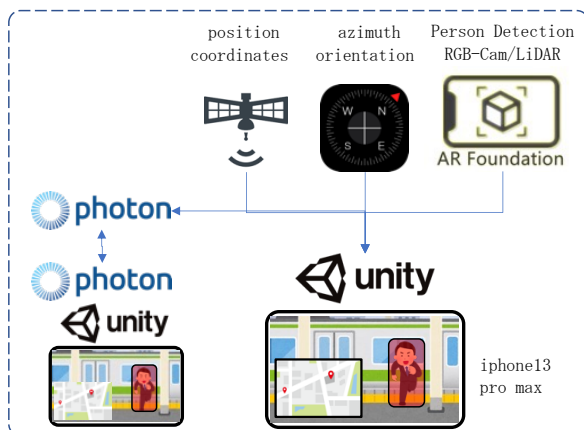 position
coordinates
azimuth
orientation
Person Detection
RGB-Cam/LiDAR
W N
S E
AR Foundation
photon
photon
unity
unity
iphone13
pro max